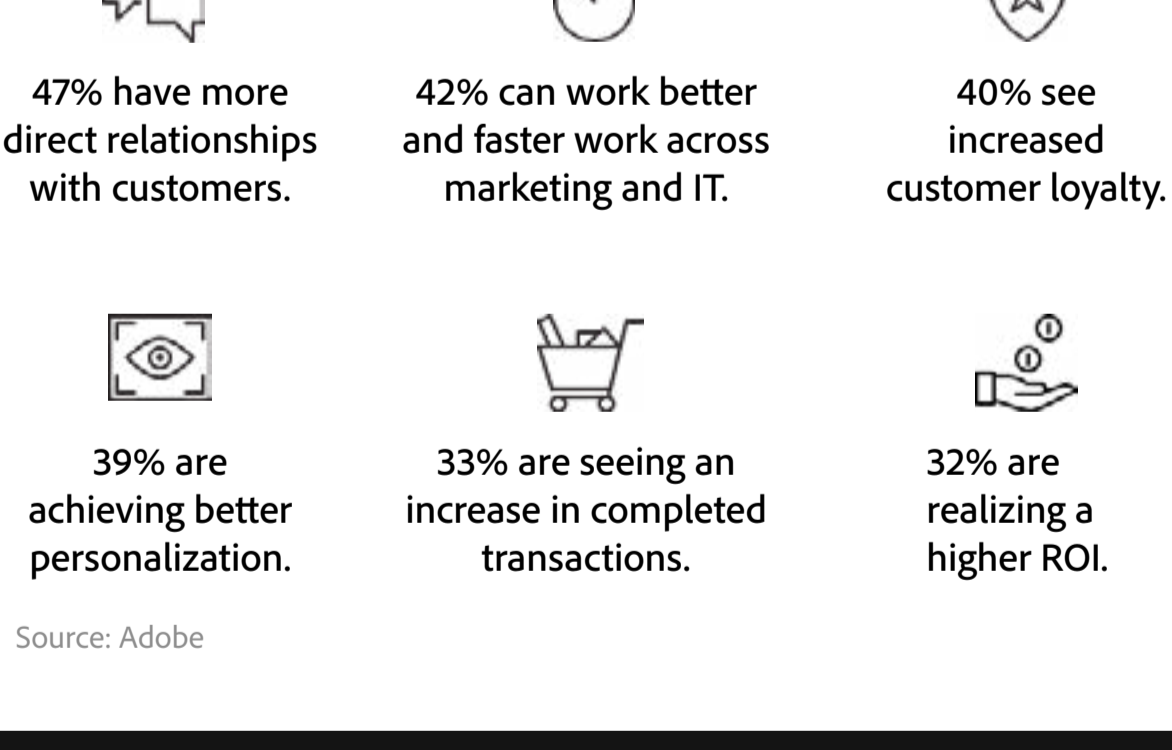 47% have more
direct relationships
with customers.
42% can work better
and faster work across
marketing and IT.
40% see
increased
customer loyalty.
39% are
achieving better
personalization.
33% are seeing an
increase in completed
transactions.
32% are
realizing a
higher ROI.
Source: Adobe